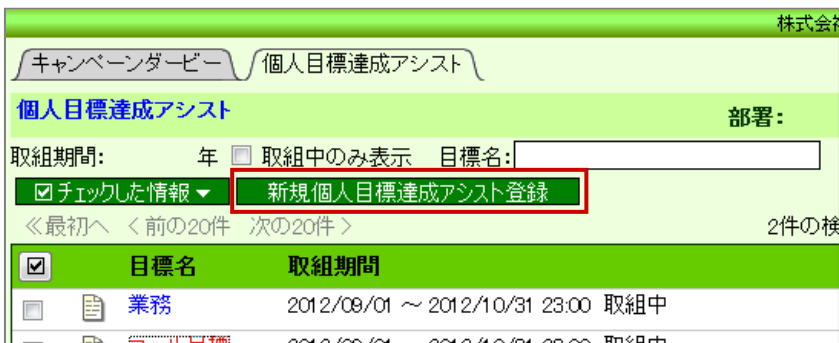 株式会社
キャンペーンダービー 個人目標達成アシスト
個人目標達成アシスト 部署:
取組期間: 年 取組中のみ表示 目標名:
チェックした情報▼ 新規個人目標達成アシスト登録
≪最初へ <前の20件 次の20件> 2件の検
目標名 取組期間
業務 2012/09/01 ～ 2012/10/31 23:00 取組中